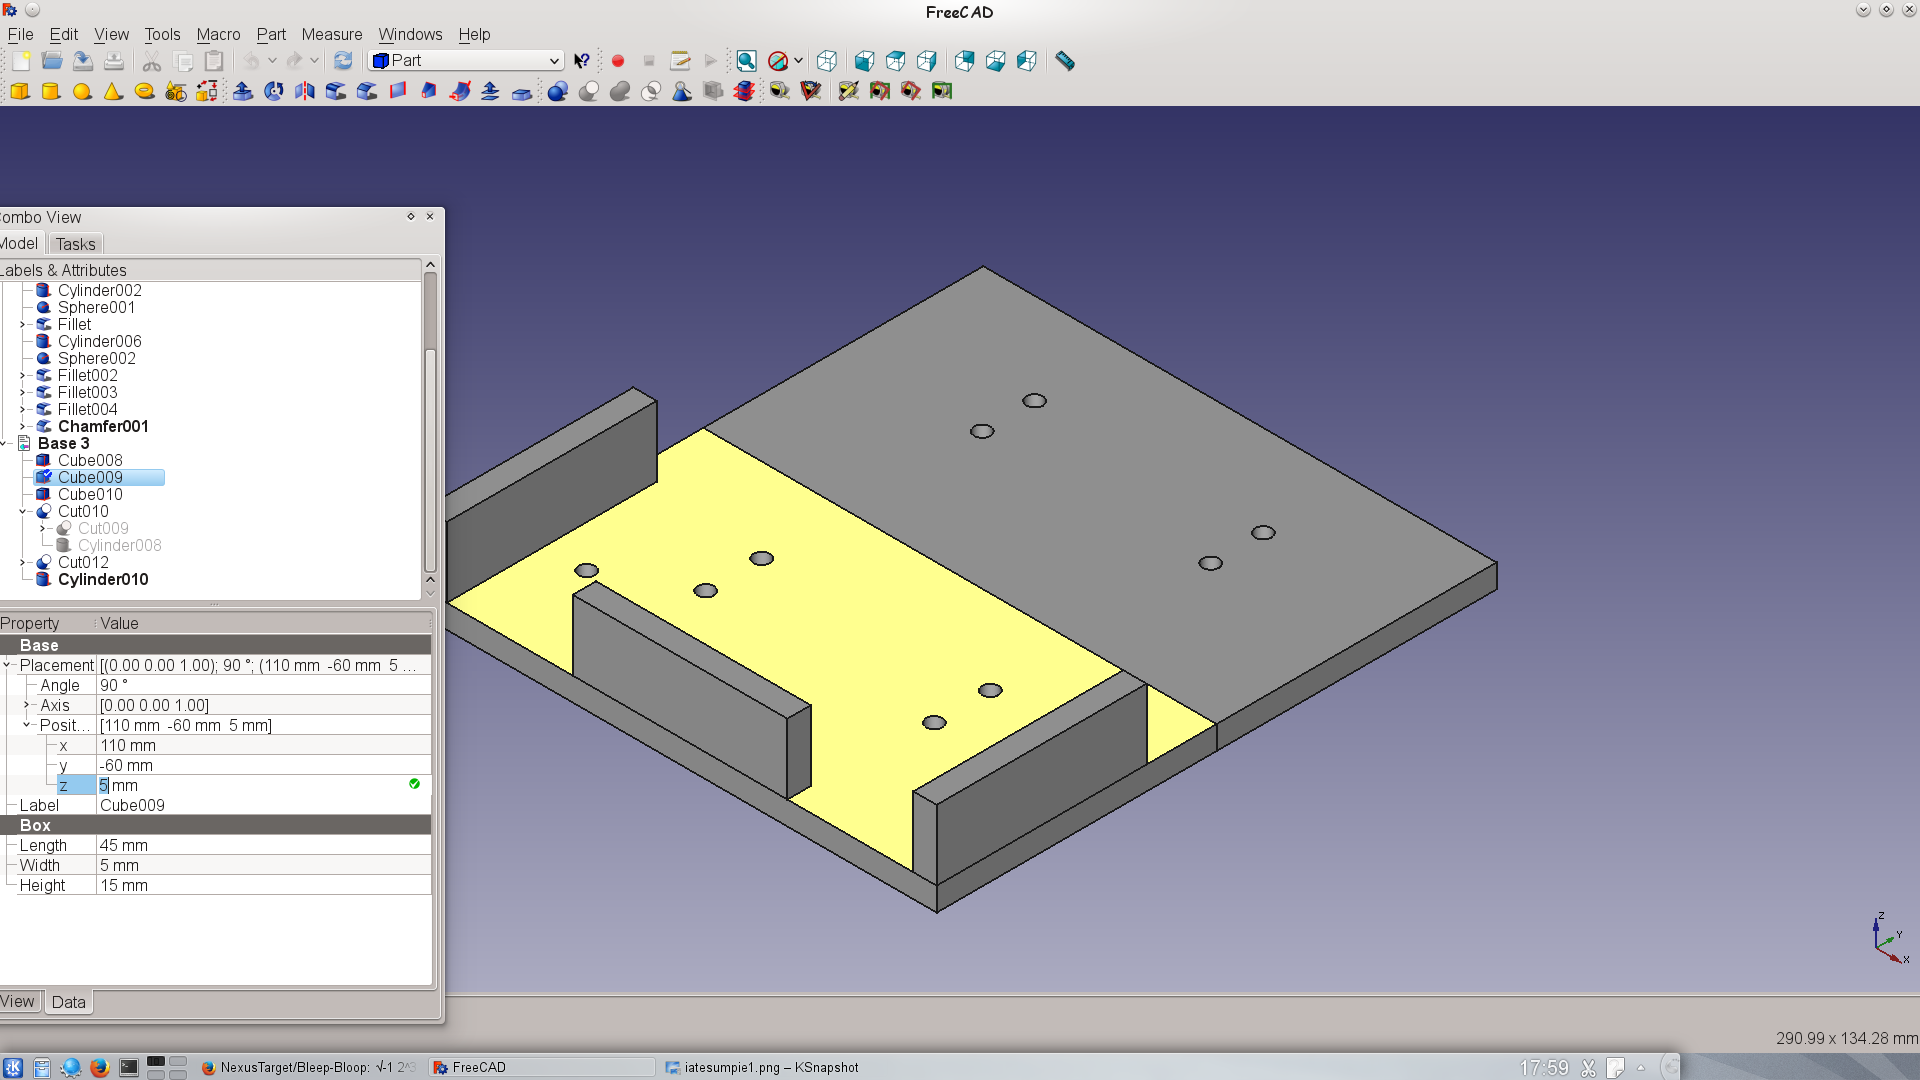 FreeCAD
File Edit View Tools Macro Part Measure Windows Help
Part
ombo View
Model Tasks
Labels & Attributes
Cylinder002
Sphere001
Fillet
Cylinder006
Sphere002
Fillet002
Fillet003
Fillet004
Chamfer001
Base 3
Cube008
Cube009
Cube010
Cut010
Cut009
Cylinder008
Cut012
Cylinder010
Property Value
Base
Placement [(0.00 0.00 1.00); 90 °; (110 mm -60 mm 5 ...
Angle 90 °
Axis [0.00 0.00 1.00]
Posit... [110 mm -60 mm 5 mm]
x 110 mm
y -60 mm
z 5 mm
Label Cube009
Box
Length 45 mm
Width 5 mm
Height 15 mm
View Data
Z
Y
X
290.99 x 134.28 mm
NexusTarget/Bleep-Bloop: √-1 2^3
FreeCAD
iatesumpie1.png – KSnapshot
17:59